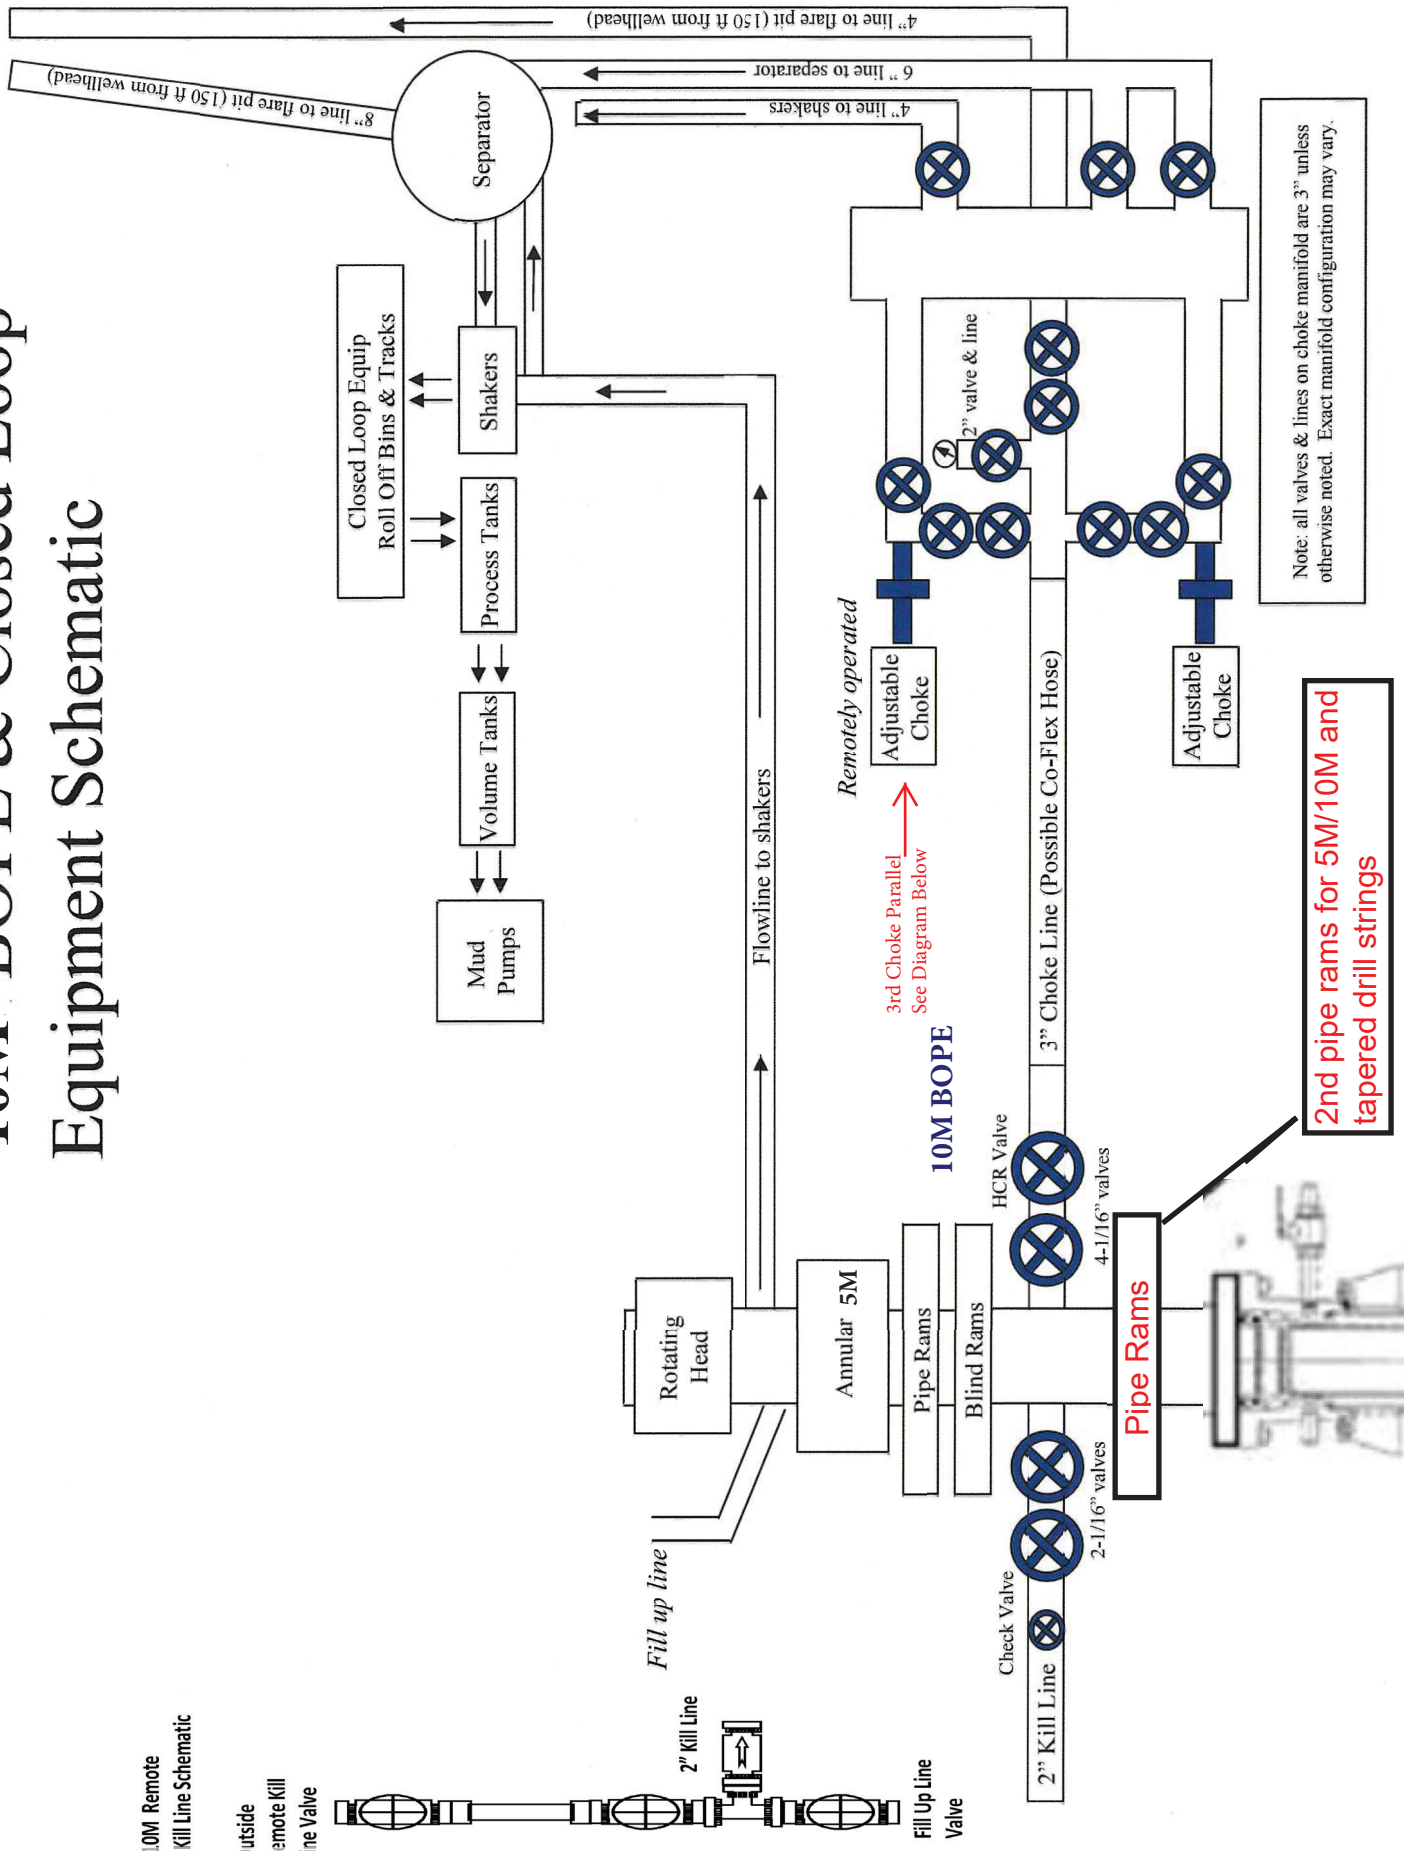 10M BOPE & Closed Loop
Equipment Schematic
4" line to flare pit (150 ft from wellhead)
8" line to flare pit (150 ft from wellhead)
6" line to separator
4" line to shakers
Separator
Closed Loop Equip
Roll Off Bins & Tracks
Shakers
Process Tanks
Volume Tanks
Mud
Pumps
Flowline to shakers
Rotating
Head
Fill up line
Annular 5M
Pipe Rams
Blind Rams
10M BOPE
3rd Choke Parallel
See Diagram Below
Remotely operated
Adjustable
Choke
2" valve & line
3" Choke Line (Possible Co-Flex Hose)
HCR Valve
4-1/16" valves
Check Valve
2-1/16" valves
2" Kill Line
Adjustable
Choke
Pipe Rams
2nd pipe rams for 5M/10M and
tapered drill strings
Note: all valves & lines on choke manifold are 3" unless
otherwise noted. Exact manifold configuration may vary.
Remote
Kill Line Schematic
Kill
Valve
2" Kill Line
Fill Up Line
Valve